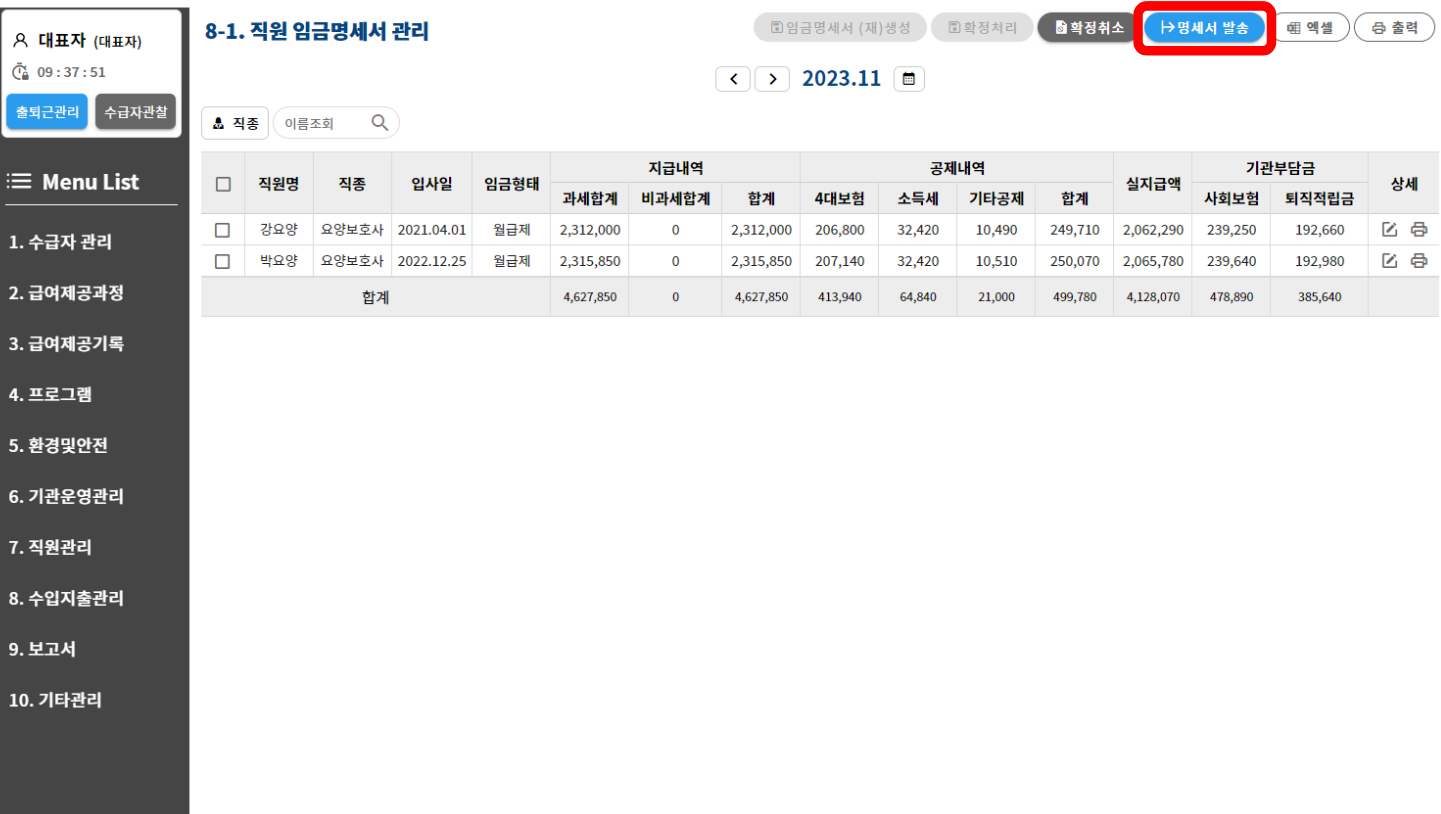 대표자 (대표자)
09 : 37 : 51
출퇴근관리 수급자관찰
Menu List
1. 수급자 관리
2. 급여제공과정
3. 급여제공기록
4. 프로그램
5. 환경및안전
6. 기관운영관리
7. 직원관리
8. 수입지출관리
9. 보고서
10. 기타관리
8-1. 직원 임금명세서 관리
임금명세서 (재)생성 확정처리 확정취소 명세서 발송 엑셀 출력
< > 2023.11
직종 이름조회
직원명 직종 입사일 임금형태 지급내역 공제내역 실지급액 기관부담금 상세
과세합계 비과세합계 합계 4대보험 소득세 기타공제 합계 사회보험 퇴직적립금
강요양 요양보호사 2021.04.01 월급제 2,312,000 0 2,312,000 206,800 32,420 10,490 249,710 2,062,290 239,250 192,660
박요양 요양보호사 2022.12.25 월급제 2,315,850 0 2,315,850 207,140 32,420 10,510 250,070 2,065,780 239,640 192,980
합계 4,627,850 0 4,627,850 413,940 64,840 21,000 499,780 4,128,070 478,890 385,640